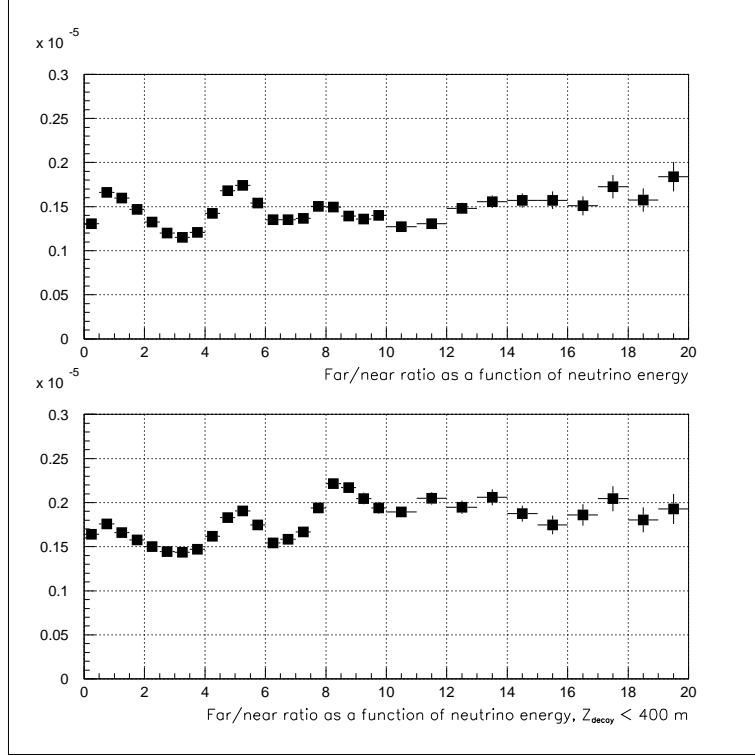 x 10 -5
0.3
0.25
0.2
0.15
0.1
0.05
0
0 2 4 6 8 10 12 14 16 18 20
Far/near ratio as a function of neutrino energy
x 10 -5
0.3
0.25
0.2
0.15
0.1
0.05
0
0 2 4 6 8 10 12 14 16 18 20
Far/near ratio as a function of neutrino energy, Zdecay < 400 m